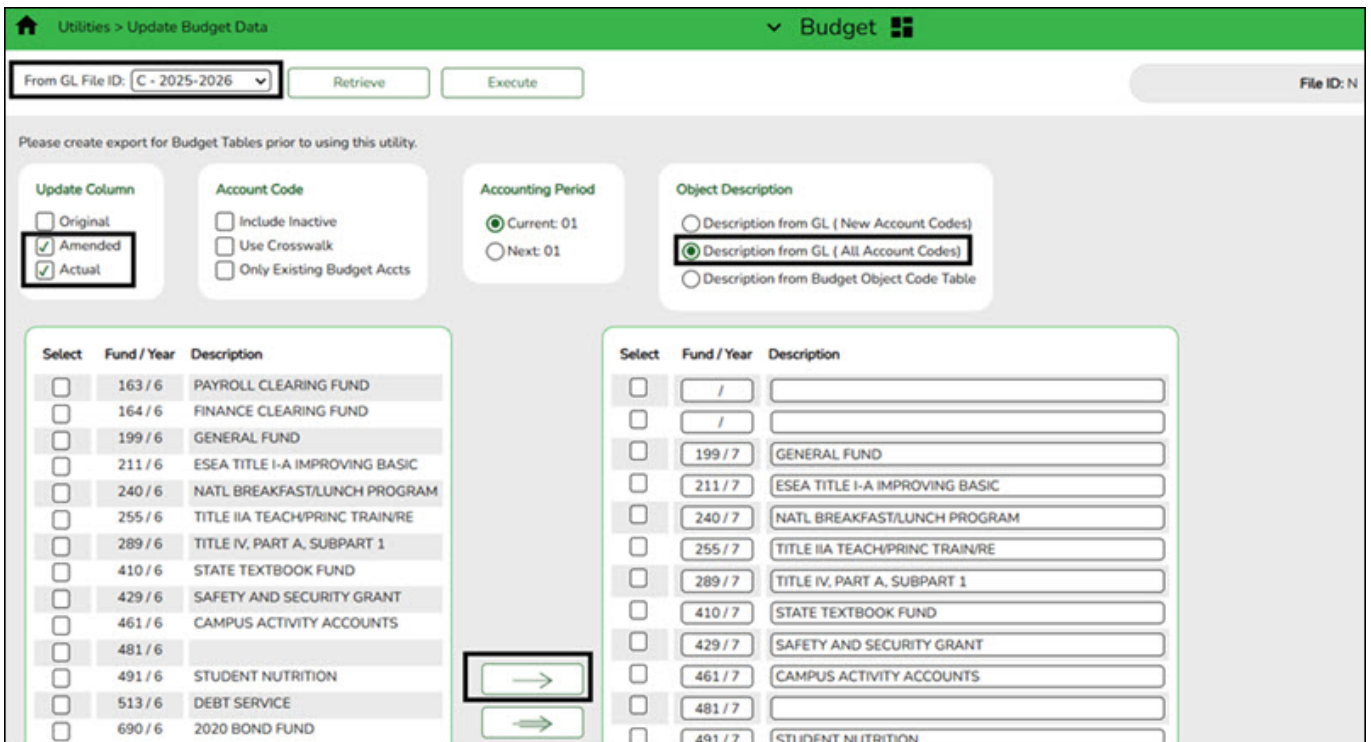 Utilities > Update Budget Data
Budget
From GL File ID: C - 2025-2026
Retrieve
Execute
File ID: N
Please create export for Budget Tables prior to using this utility.
Update Column
Original
Amended
Actual
Account Code
Include Inactive
Use Crosswalk
Only Existing Budget Accts
Accounting Period
Current: 01
Next: 01
Object Description
Description from GL ( New Account Codes)
Description from GL ( All Account Codes)
Description from Budget Object Code Table
Select Fund / Year Description
163 / 6 PAYROLL CLEARING FUND
164 / 6 FINANCE CLEARING FUND
199 / 6 GENERAL FUND
211 / 6 ESEA TITLE I-A IMPROVING BASIC
240 / 6 NATL BREAKFAST/LUNCH PROGRAM
255 / 6 TITLE IIA TEACH/PRINC TRAIN/RE
289 / 6 TITLE IV, PART A, SUBPART 1
410 / 6 STATE TEXTBOOK FUND
429 / 6 SAFETY AND SECURITY GRANT
461 / 6 CAMPUS ACTIVITY ACCOUNTS
481 / 6
491 / 6 STUDENT NUTRITION
513 / 6 DEBT SERVICE
690 / 6 2020 BOND FUND
Select Fund / Year Description
/
/
199 / 7 GENERAL FUND
211 / 7 ESEA TITLE I-A IMPROVING BASIC
240 / 7 NATL BREAKFAST/LUNCH PROGRAM
255 / 7 TITLE IIA TEACH/PRINC TRAIN/RE
289 / 7 TITLE IV, PART A, SUBPART 1
410 / 7 STATE TEXTBOOK FUND
429 / 7 SAFETY AND SECURITY GRANT
461 / 7 CAMPUS ACTIVITY ACCOUNTS
481 / 7
491 / 7 STUDENT NUTRITION